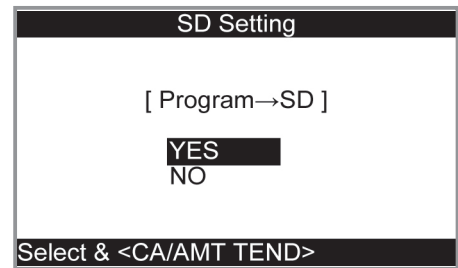 SD Setting
[ Program→SD ]
YES
NO
Select & <CA/AMT TEND>